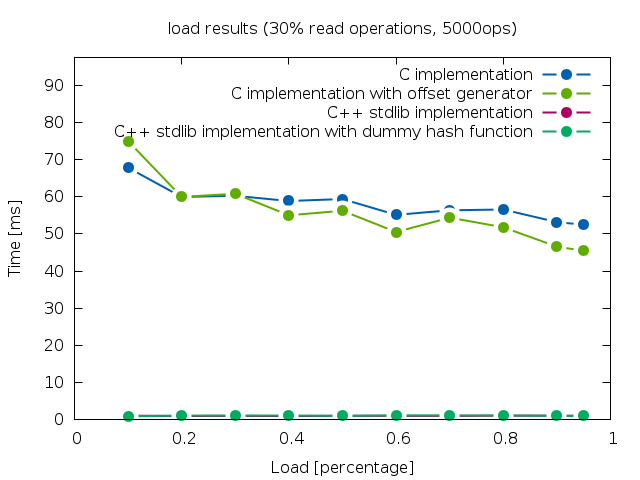 load results (30% read operations, 5000ops)
C implementation
C implementation with offset generator
C++ stdlib implementation
C++ stdlib implementation with dummy hash function
90
80
70
60
50
40
30
20
10
0
Time [ms]
0 0.2 0.4 0.6 0.8 1
Load [percentage]